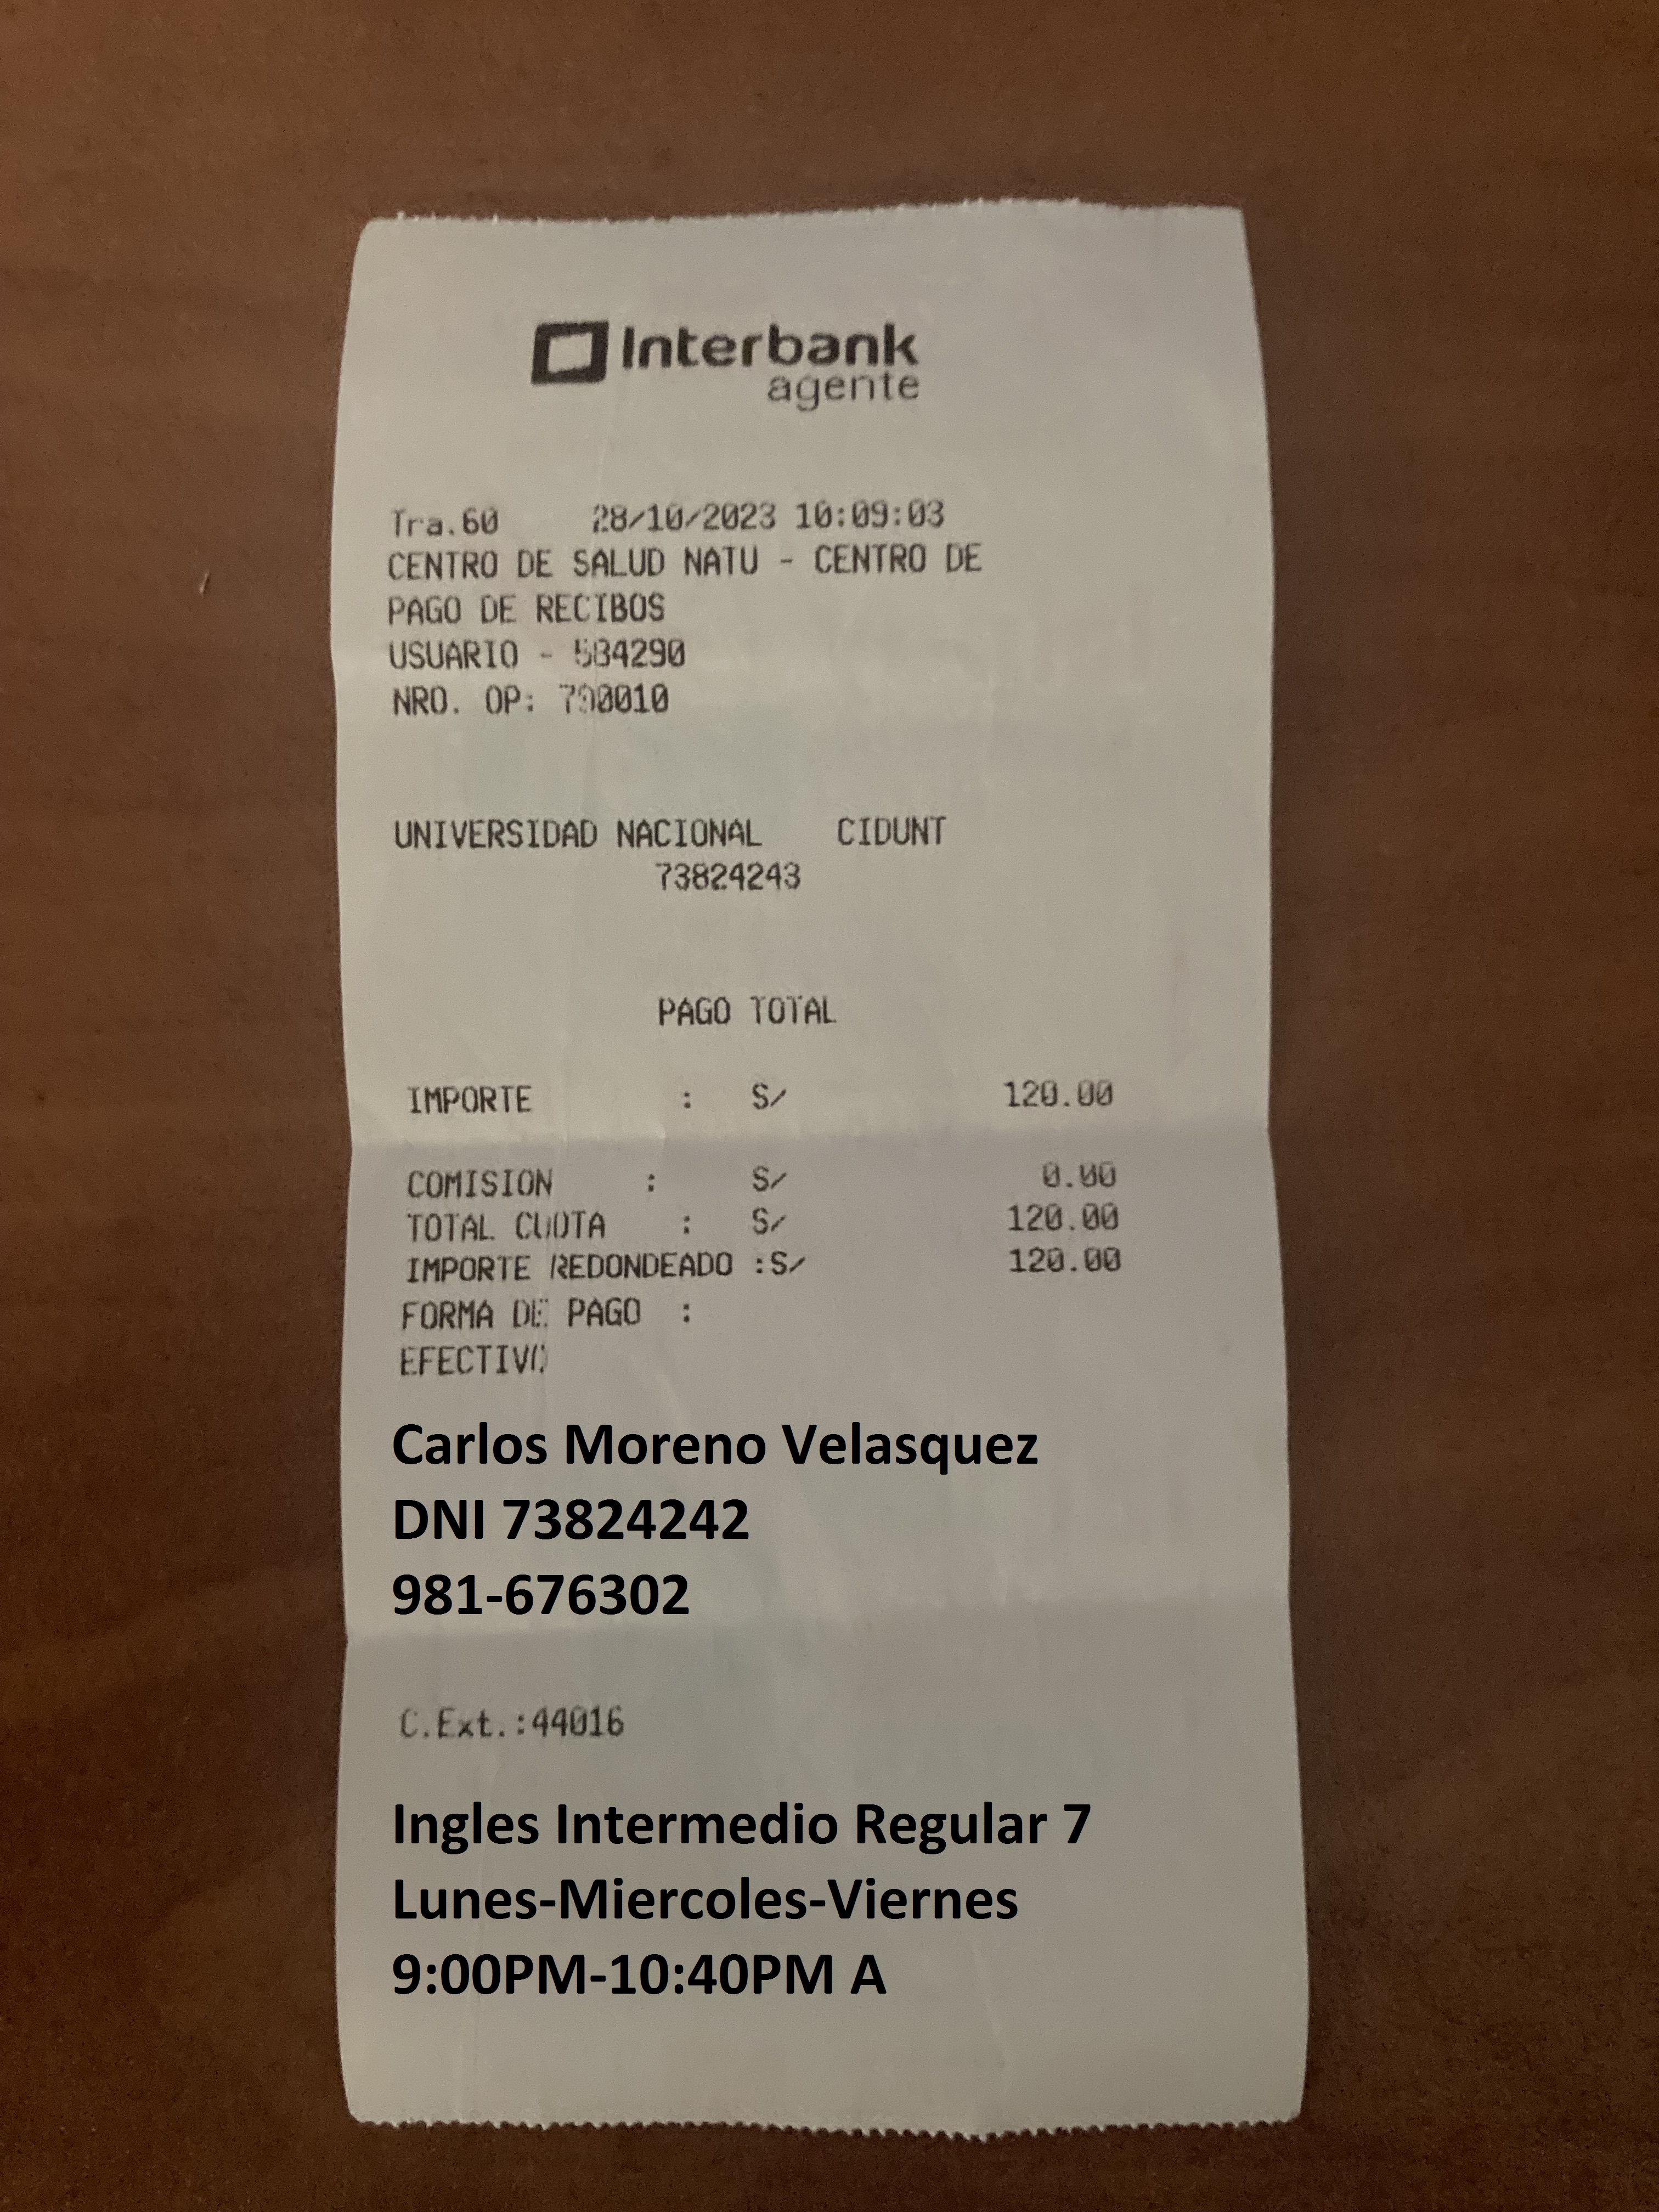 Interbank
agente
Tra.60 28/10/2023 10:09:03
CENTRO DE SALUD NATU - CENTRO DE
PAGO DE RECIBOS
USUARIO - 584290
NRO. OP: 790010
UNIVERSIDAD NACIONAL CIDUNT
73824243
PAGO TOTAL
IMPORTE : S/ 120.00
COMISION : S/ 0.00
TOTAL CUOTA : S/ 120.00
IMPORTE REDONDEADO :S/ 120.00
FORMA DE PAGO :
EFECTIVO
Carlos Moreno Velasquez
DNI 73824242
981-676302
C.Ext.:44016
Ingles Intermedio Regular 7
Lunes-Miercoles-Viernes
9:00PM-10:40PM A